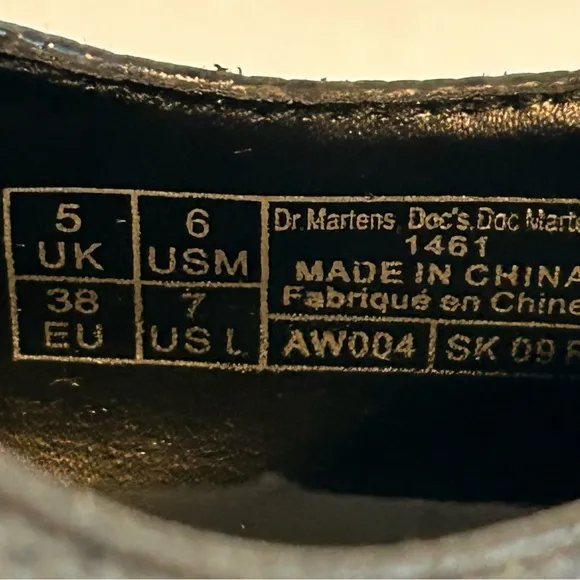 5 UK
6 USM
38 EU
7 US L
Dr.Martens, Doc's, Doc
1461
MADE IN CHINA
Fabriqué en Chine
AW004
SK 09